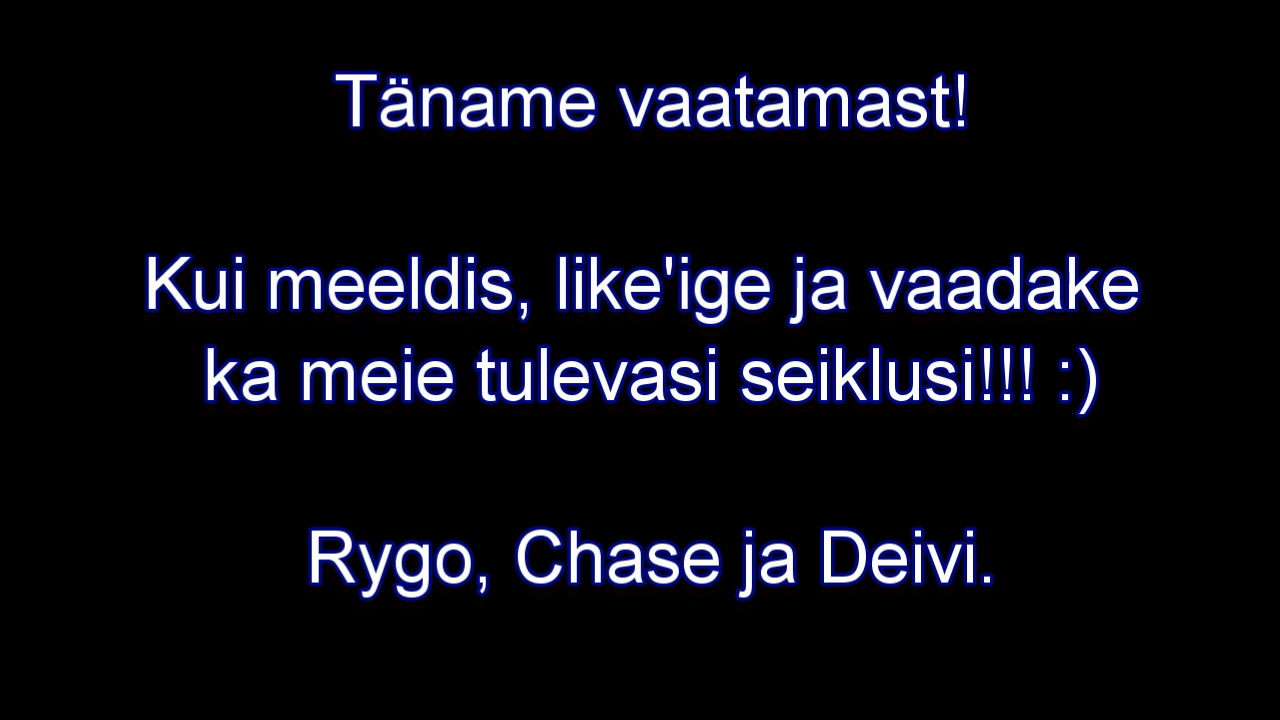 Täname vaatamast!
Kui meeldis, like'ige ja vaadake
ka meie tulevasi seiklusi!!! :)
Rygo, Chase ja Deivi.